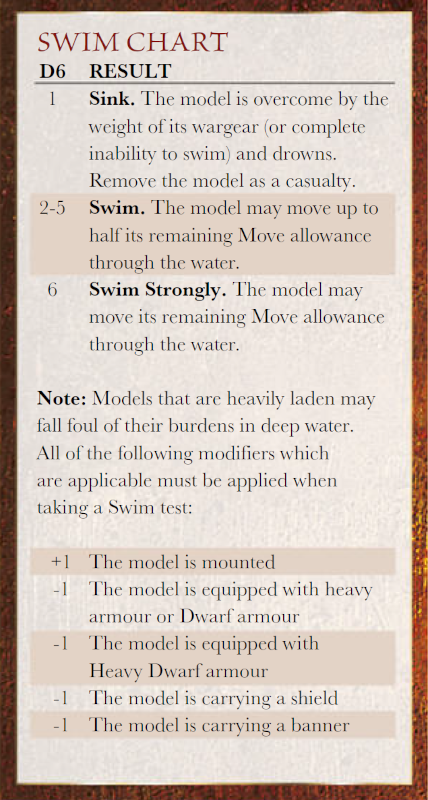 SWIM CHART
D6 RESULT
1 Sink. The model is overcome by the
weight of its wargear (or complete
inability to swim) and drowns.
Remove the model as a casualty.
2-5 Swim. The model may move up to
half its remaining Move allowance
through the water.
6 Swim Strongly. The model may
move its remaining Move allowance
through the water.
Note: Models that are heavily laden may
fall foul of their burdens in deep water.
All of the following modifiers which
are applicable must be applied when
taking a Swim test:
+1 The model is mounted
-1 The model is equipped with heavy
armour or Dwarf armour
-1 The model is equipped with
Heavy Dwarf armour
-1 The model is carrying a shield
-1 The model is carrying a banner